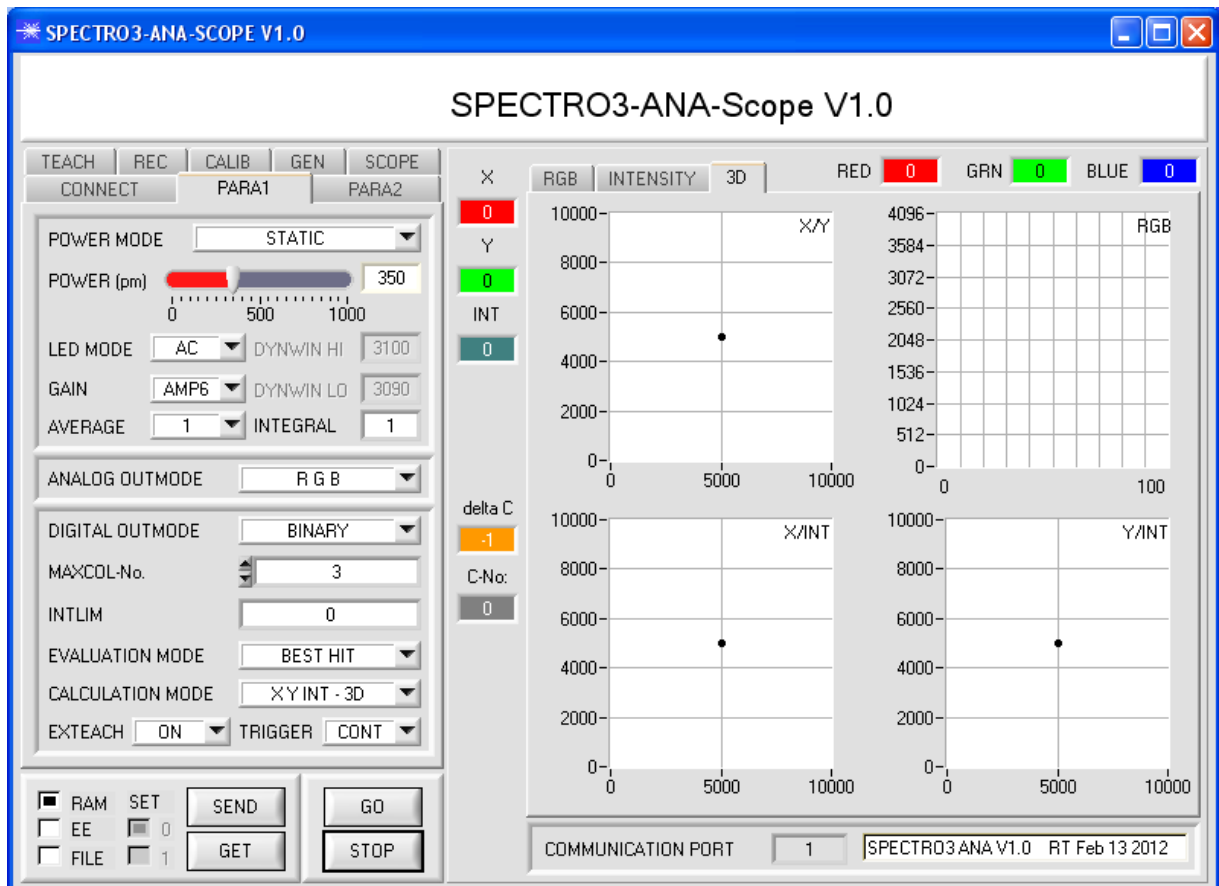 SPECTRO3-ANA-SCOPE V1.0
SPECTRO3-ANA-Scope V1.0
TEACH REC CALIB GEN SCOPE
CONNECT PARA1 PARA2
POWER MODE STATIC
POWER (pm) 350
0 500 1000
LED MODE AC DYNWIN HI 3100
GAIN AMP6 DYNWIN LO 3090
AVERAGE 1 INTEGRAL 1
ANALOG OUTMODE R G B
DIGITAL OUTMODE BINARY
MAXCOL-No. 3
INTLIM 0
EVALUATION MODE BEST HIT
CALCULATION MODE X Y INT - 3D
EXTEACH ON TRIGGER CONT
RAM SET SEND GO
EE 0
FILE 1 GET STOP
X
0
Y
0
INT
0
delta C
-1
C-No:
0
RGB INTENSITY 3D RED 0 GRN 0 BLUE 0
X/Y
10000
8000
6000
4000
2000
0
0 5000 10000
RGB
4096
3584
3072
2560
2048
1536
1024
512
0
0 100
X/INT
10000
8000
6000
4000
2000
0
0 5000 10000
Y/INT
10000
8000
6000
4000
2000
0
0 5000 10000
COMMUNICATION PORT 1 SPECTRO3 ANA V1.0 RT Feb 13 2012